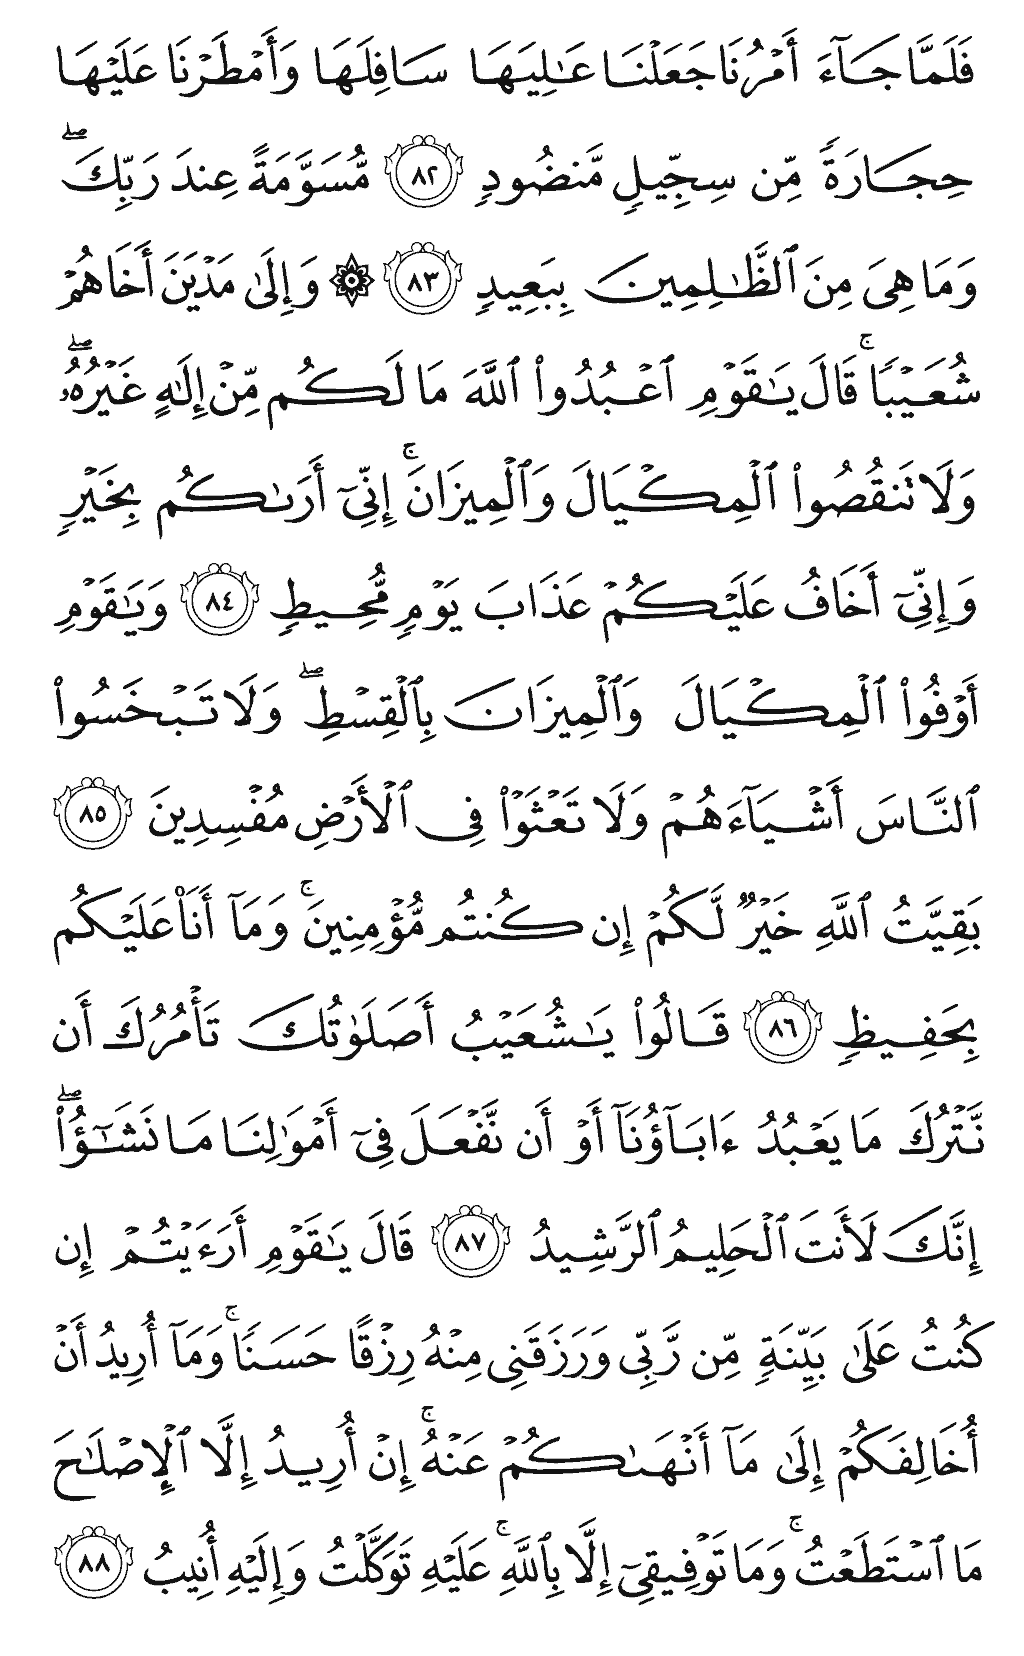 فَلَمَّا جَآءَ أَمْرُنَا جَعَلْنَا عَٰلِيَهَا سَافِلَهَا وَأَمْطَرْنَا عَلَيْهَا
حِجَارَةً مِّن سِجِّيلٍ مَّنضُودٍ ٨٢ مُّسَوَّمَةً عِندَ رَبِّكَۖ
وَمَا هِىَ مِنَ ٱلظَّٰلِمِينَ بِبَعِيدٍ ٨٣ ۞ وَإِلَىٰ مَدْيَنَ أَخَاهُمْ
شُعَيْبًاۚ قَالَ يَٰقَوْمِ ٱعْبُدُوا۟ ٱللَّهَ مَا لَكُم مِّنْ إِلَٰهٍ غَيْرُهُۥۖ
وَلَا تَنقُصُوا۟ ٱلْمِكْيَالَ وَٱلْمِيزَانَۚ إِنِّىٓ أَرَىٰكُم بِخَيْرٍ
وَإِنِّىٓ أَخَافُ عَلَيْكُمْ عَذَابَ يَوْمٍ مُّحِيطٍ ٨٤ وَيَٰقَوْمِ
أَوْفُوا۟ ٱلْمِكْيَالَ وَٱلْمِيزَانَ بِٱلْقِسْطِۖ وَلَا تَبْخَسُوا۟
ٱلنَّاسَ أَشْيَآءَهُمْ وَلَا تَعْثَوْا۟ فِى ٱلْأَرْضِ مُفْسِدِينَ ٨٥
بَقِيَّتُ ٱللَّهِ خَيْرٌ لَّكُمْ إِن كُنتُم مُّؤْمِنِينَۚ وَمَآ أَنَا۠ عَلَيْكُم
بِحَفِيظٍ ٨٦ قَالُوا۟ يَٰشُعَيْبُ أَصَلَوٰتُكَ تَأْمُرُكَ أَن
نَّتْرُكَ مَا يَعْبُدُ ءَابَآؤُنَآ أَوْ أَن نَّفْعَلَ فِىٓ أَمْوَٰلِنَا مَا نَشَٰٓؤُا۟ۖ
إِنَّكَ لَأَنتَ ٱلْحَلِيمُ ٱلرَّشِيدُ ٨٧ قَالَ يَٰقَوْمِ أَرَءَيْتُمْ إِن
كُنتُ عَلَىٰ بَيِّنَةٍ مِّن رَّبِّى وَرَزَقَنِى مِنْهُ رِزْقًا حَسَنًاۚ وَمَآ أُرِيدُ أَنْ
أُخَالِفَكُمْ إِلَىٰ مَآ أَنْهَىٰكُمْ عَنْهُۚ إِنْ أُرِيدُ إِلَّا ٱلْإِصْلَٰحَ
مَا ٱسْتَطَعْتُۚ وَمَا تَوْفِيقِىٓ إِلَّا بِٱللَّهِۚ عَلَيْهِ تَوَكَّلْتُ وَإِلَيْهِ أُنِيبُ ٨٨